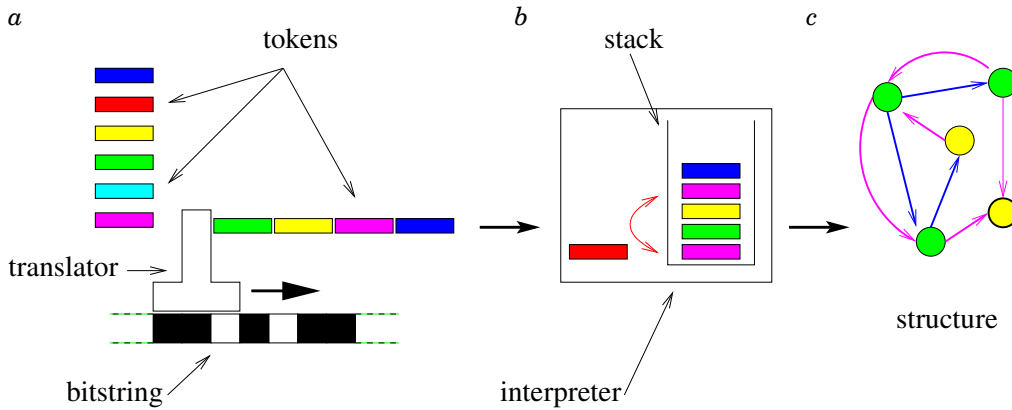 a
b
c
tokens
stack
translator
bitstring
interpreter
structure